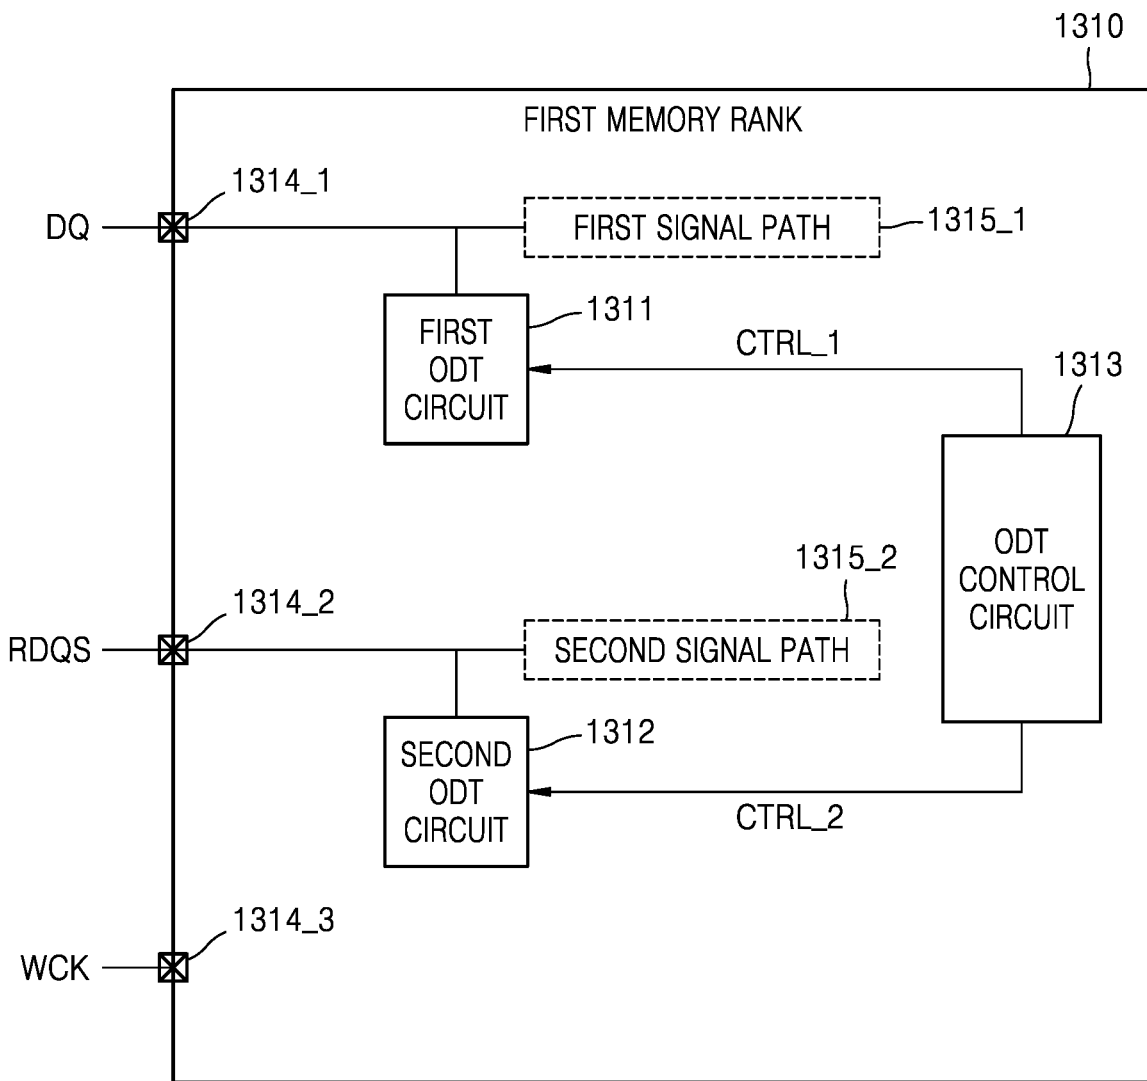 1310
FIRST MEMORY RANK
1314_1
DQ
FIRST SIGNAL PATH
1315_1
1311
FIRST
ODT
CIRCUIT
CTRL_1
1313
ODT
CONTROL
CIRCUIT
1315_2
1314_2
RDQS
SECOND SIGNAL PATH
1312
SECOND
ODT
CIRCUIT
CTRL_2
1314_3
WCK